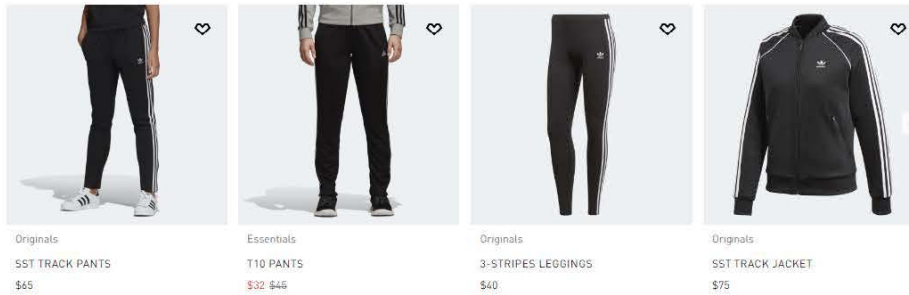 Originals
SST TRACK PANTS
$65
Essentials
T10 PANTS
$32 $45
Originals
3-STRIPES LEGGINGS
$40
Originals
SST TRACK JACKET
$75